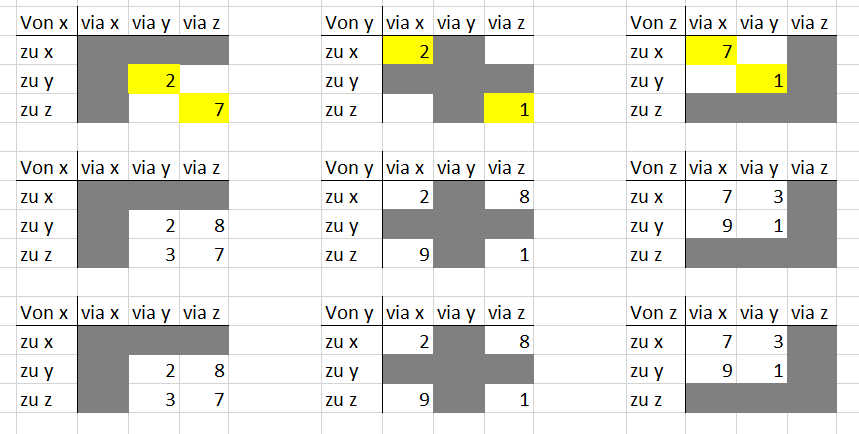 Von x via x via y via z Von y via x via y via z Von z via x via y via z
zu x zu x 2 zu x 7
zu y 2 zu y zu y 1
zu z 7 zu z 1 zu z
Von x via x via y via z Von y via x via y via z Von z via x via y via z
zu x zu x 2 8 zu x 7 3
zu y 2 8 zu y zu y 9 1
zu z 3 7 zu z 9 1 zu z
Von x via x via y via z Von y via x via y via z Von z via x via y via z
zu x zu x 2 8 zu x 7 3
zu y 2 8 zu y zu y 9 1
zu z 3 7 zu z 9 1 zu z